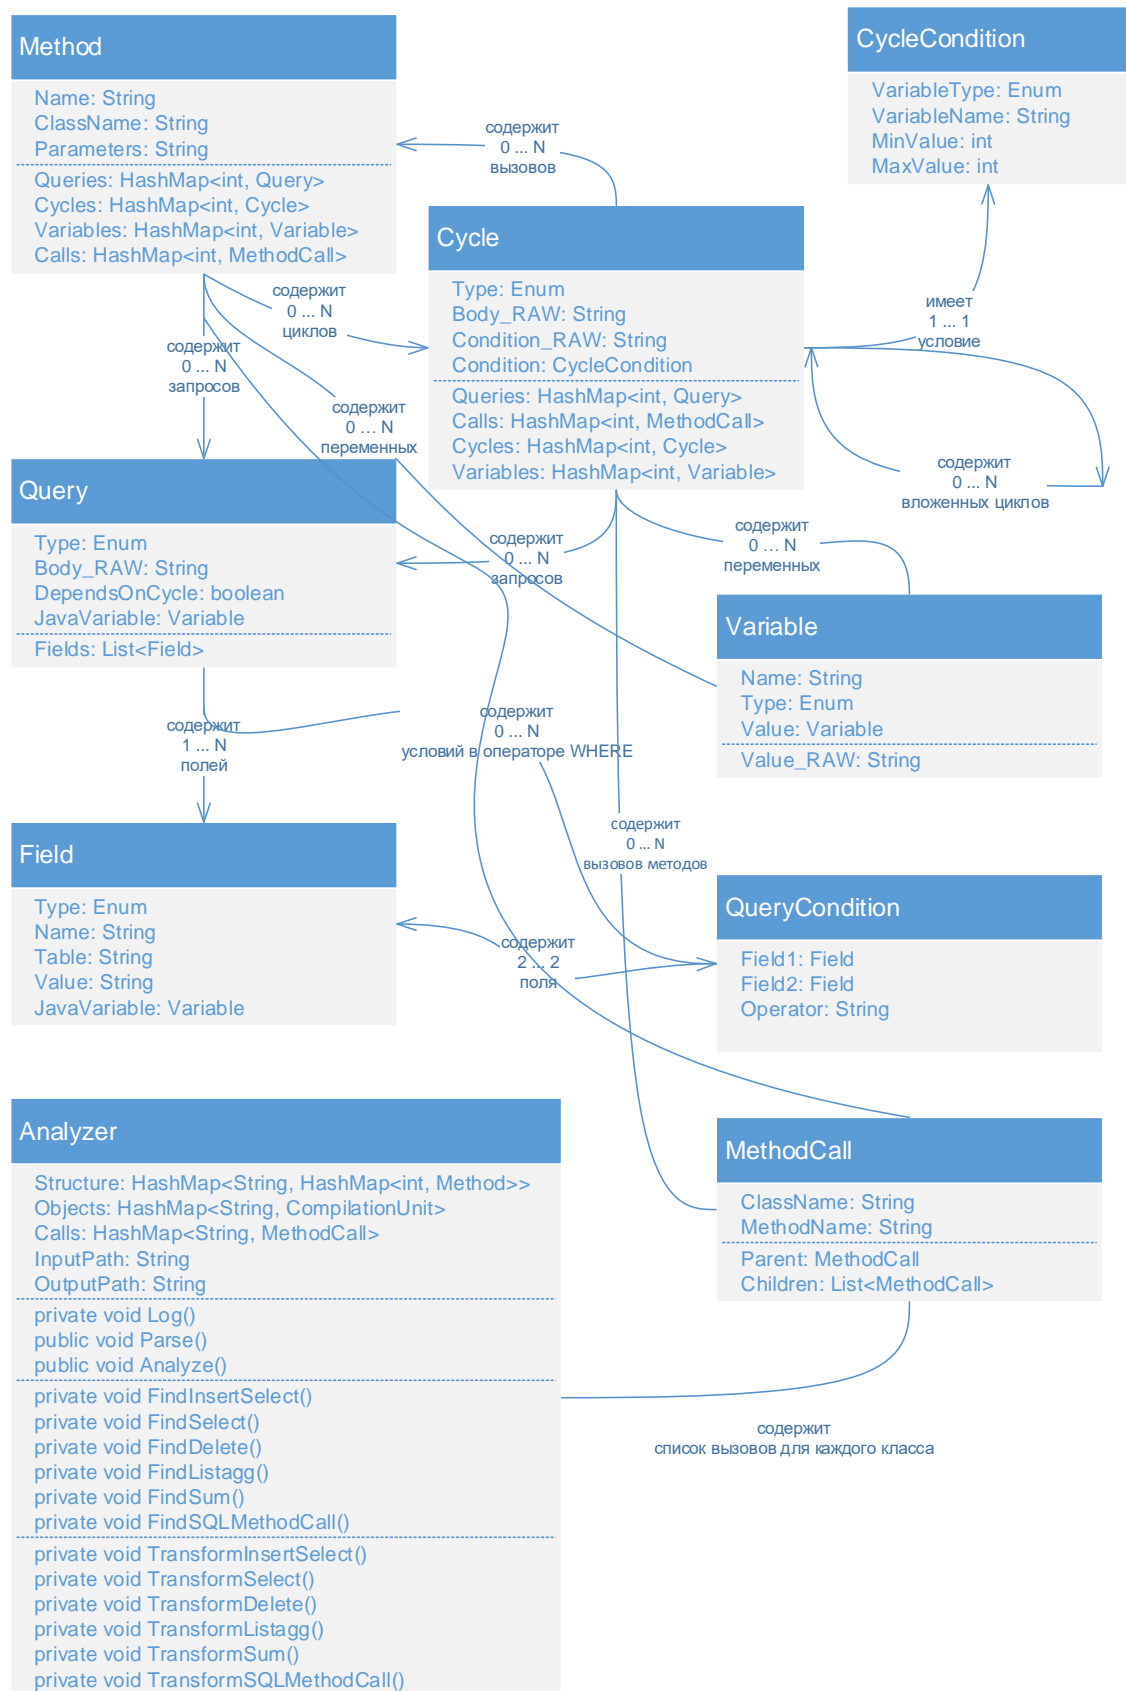 Method
Name: String
ClassName: String
Parameters: String
Queries: HashMap<int, Query>
Cycles: HashMap<int, Cycle>
Variables: HashMap<int, Variable>
Calls: HashMap<int, MethodCall>
CycleCondition
VariableType: Enum
VariableName: String
MinValue: int
MaxValue: int
содержит
0 ... N
вызовов
Cycle
Type: Enum
Body_RAW: String
Condition_RAW: String
Condition: CycleCondition
Queries: HashMap<int, Query>
Calls: HashMap<int, MethodCall>
Cycles: HashMap<int, Cycle>
Variables: HashMap<int, Variable>
содержит
0 ... N
циклов
имеет
1 ... 1
условие
содержит
0 ... N
запросов
содержит
0 ... N
переменных
содержит
0 ... N
вложенных циклов
Query
Type: Enum
Body_RAW: String
DependsOnCycle: boolean
JavaVariable: Variable
Fields: List<Field>
содержит
0 ... N
запросов
содержит
0 ... N
переменных
Variable
Name: String
Type: Enum
Value: Variable
Value_RAW: String
содержит
1 ... N
полей
содержит
0 ... N
условий в операторе WHERE
содержит
0 ... N
вызовов методов
Field
Type: Enum
Name: String
Table: String
Value: String
JavaVariable: Variable
содержит
2 ... 2
поля
QueryCondition
Field1: Field
Field2: Field
Operator: String
Analyzer
Structure: HashMap<String, HashMap<int, Method>>
Objects: HashMap<String, CompilationUnit>
Calls: HashMap<String, MethodCall>
InputPath: String
OutputPath: String
private void Log()
public void Parse()
public void Analyze()
private void FindInsertSelect()
private void FindSelect()
private void FindDelete()
private void FindListagg()
private void FindSum()
private void FindSQLMethodCall()
private void TransformInsertSelect()
private void TransformSelect()
private void TransformDelete()
private void TransformListagg()
private void TransformSum()
private void TransformSQLMethodCall()
MethodCall
ClassName: String
MethodName: String
Parent: MethodCall
Children: List<MethodCall>
содержит
список вызовов для каждого класса